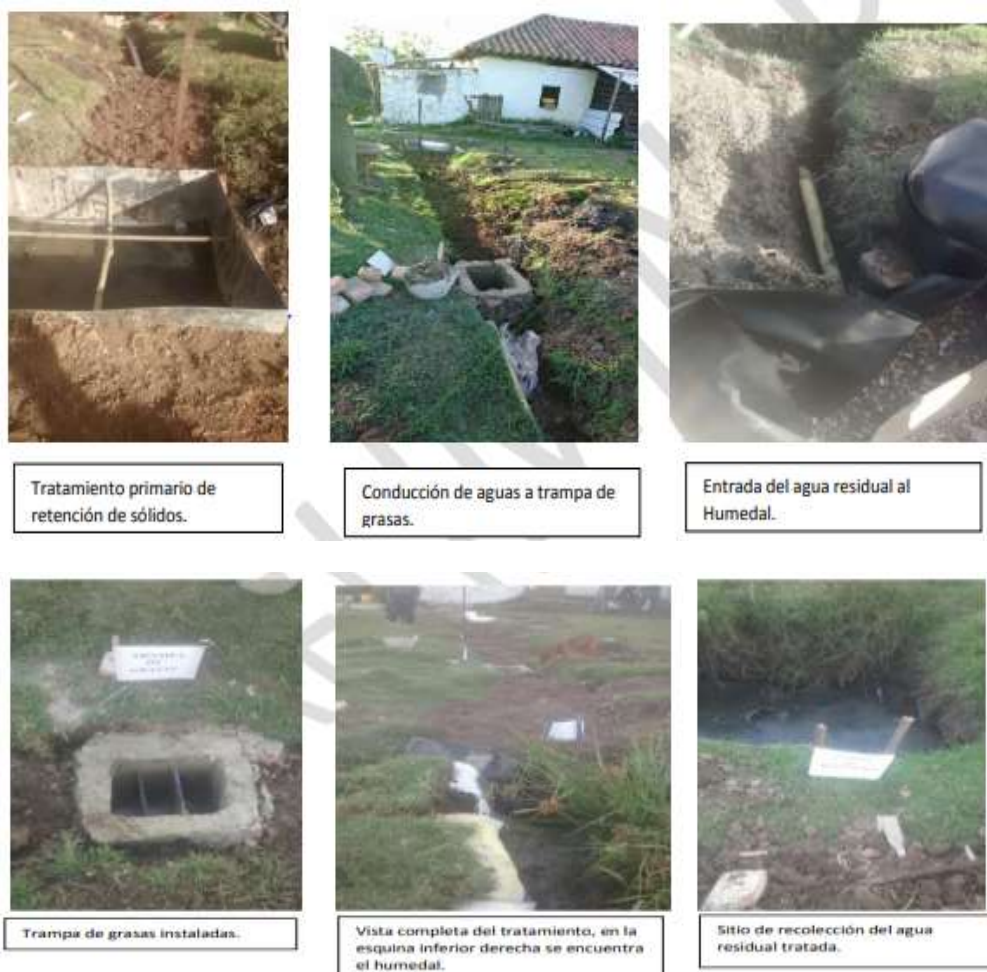 Tratamiento primario de
retención de sólidos.
Conducción de aguas a trampa de
grasas.
Entrada del agua residual al
Humedal.
Trampa de grasas instaladas.
Vista completa del tratamiento, en la
esquina inferior derecha se encuentra
el humedal.
Sitio de recolección del agua
residual tratada.